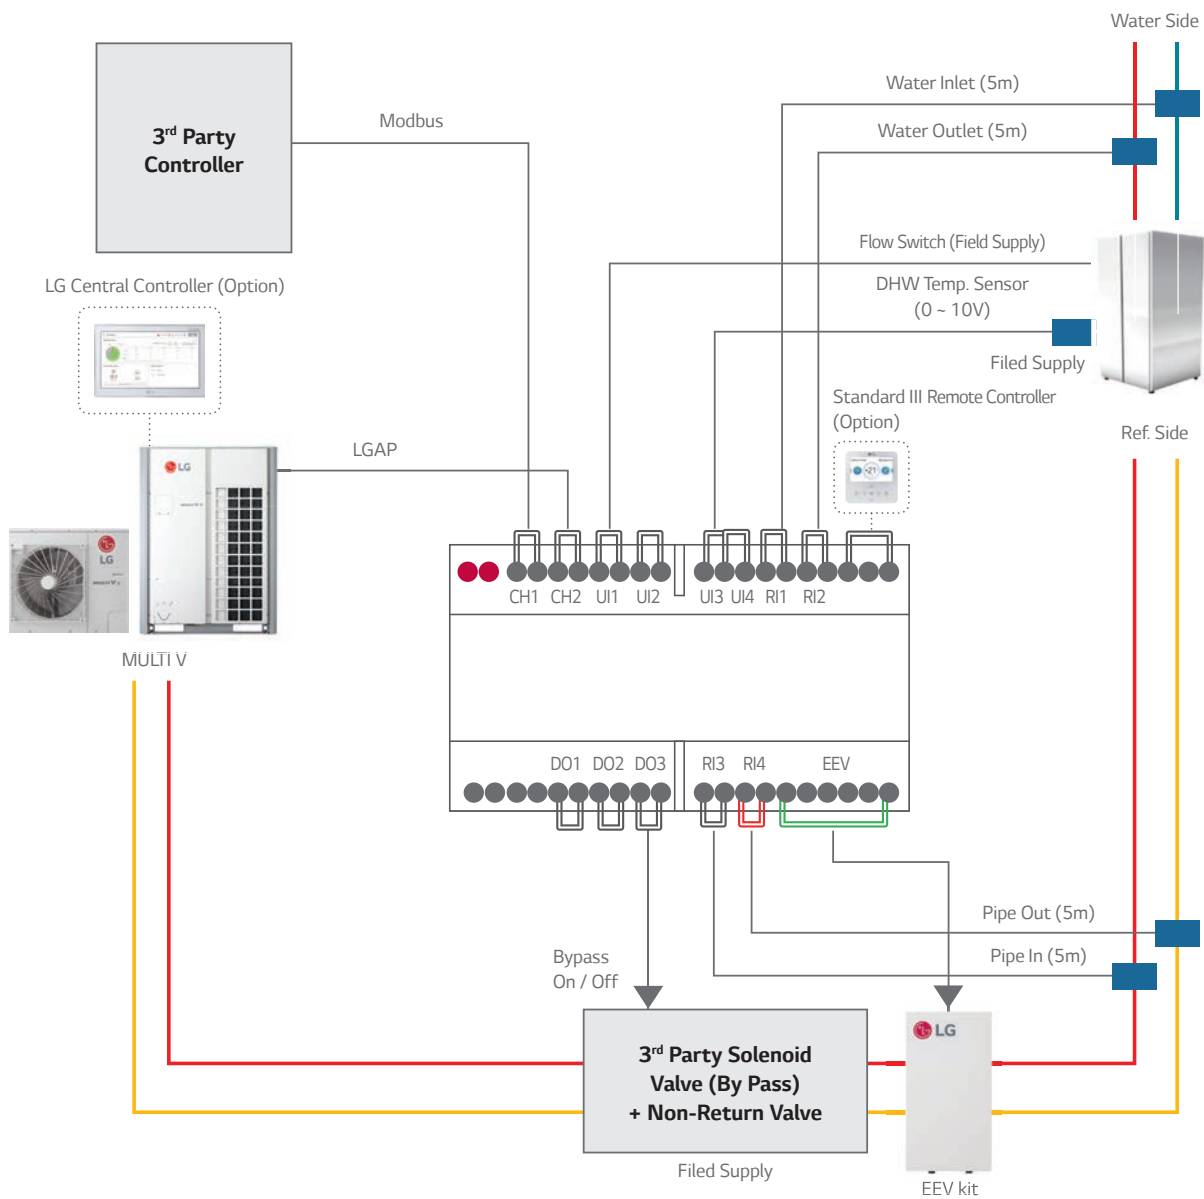 Water Side
Water Inlet (5m)
3rd Party
Controller
Modbus
Water Outlet (5m)
Flow Switch (Field Supply)
DHW Temp. Sensor
(0 ~ 10V)
Filed Supply
LG Central Controller (Option)
Standard III Remote Controller
(Option)
Ref. Side
LGAP
LG
LG
MULTI V
CH1 CH2 UI1 UI2 UI3 UI4 RI1 RI2
DO1 DO2 DO3 RI3 RI4 EEV
Pipe Out (5m)
Pipe In (5m)
Bypass
On / Off
LG
3rd Party Solenoid
Valve (By Pass)
+ Non-Return Valve
Filed Supply
EEV kit